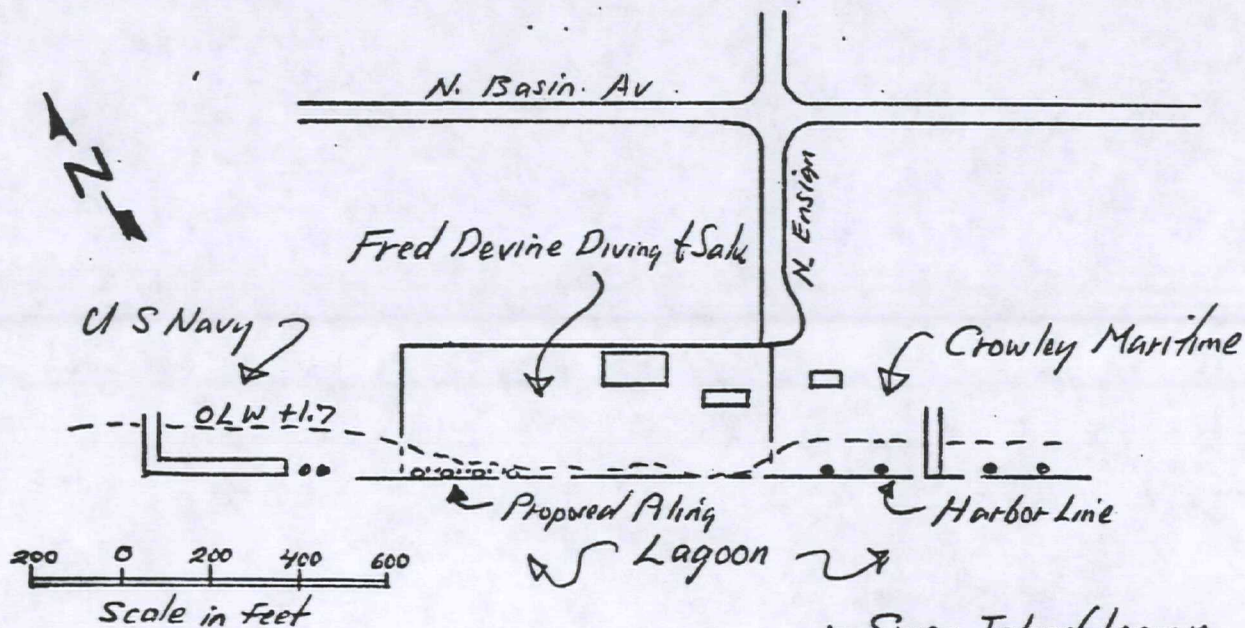 N. Basin. Av
N. Ensign
N
Fred Devine Diving & Salv
U S Navy
Crowley Maritime
OLW +1.7
Proposed Piling
Harbor Line
Lagoon
200 0 200 400 600
Scale in feet